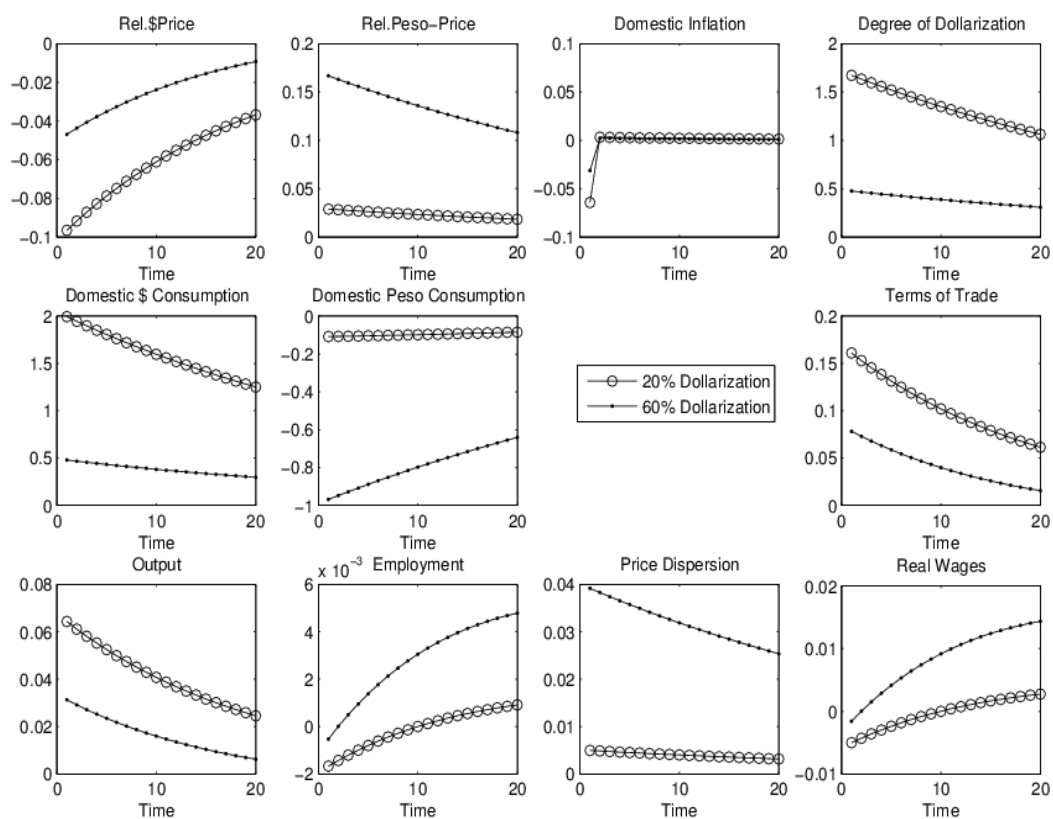 Rel.$Price
Rel.Peso-Price
Domestic Inflation
Degree of Dollarization
0
-0.02
-0.04
-0.06
-0.08
-0.1
0 10 20
Time
0.2
0.15
0.1
0.05
0
0 10 20
Time
0.1
0.05
0
-0.05
-0.1
0 10 20
Time
2
1.5
1
0.5
0
0 10 20
Time
Domestic $ Consumption
Domestic Peso Consumption
Terms of Trade
2
1.5
1
0.5
0
0 10 20
Time
0
-0.2
-0.4
-0.6
-0.8
-1
0 10 20
Time
20% Dollarization
60% Dollarization
0.2
0.15
0.1
0.05
0
0 10 20
Time
Output
x 10⁻³ Employment
Price Dispersion
Real Wages
0.08
0.06
0.04
0.02
0
0 10 20
Time
6
4
2
0
-2
0 10 20
Time
0.04
0.03
0.02
0.01
0
0 10 20
Time
0.02
0.01
0
-0.01
0 10 20
Time